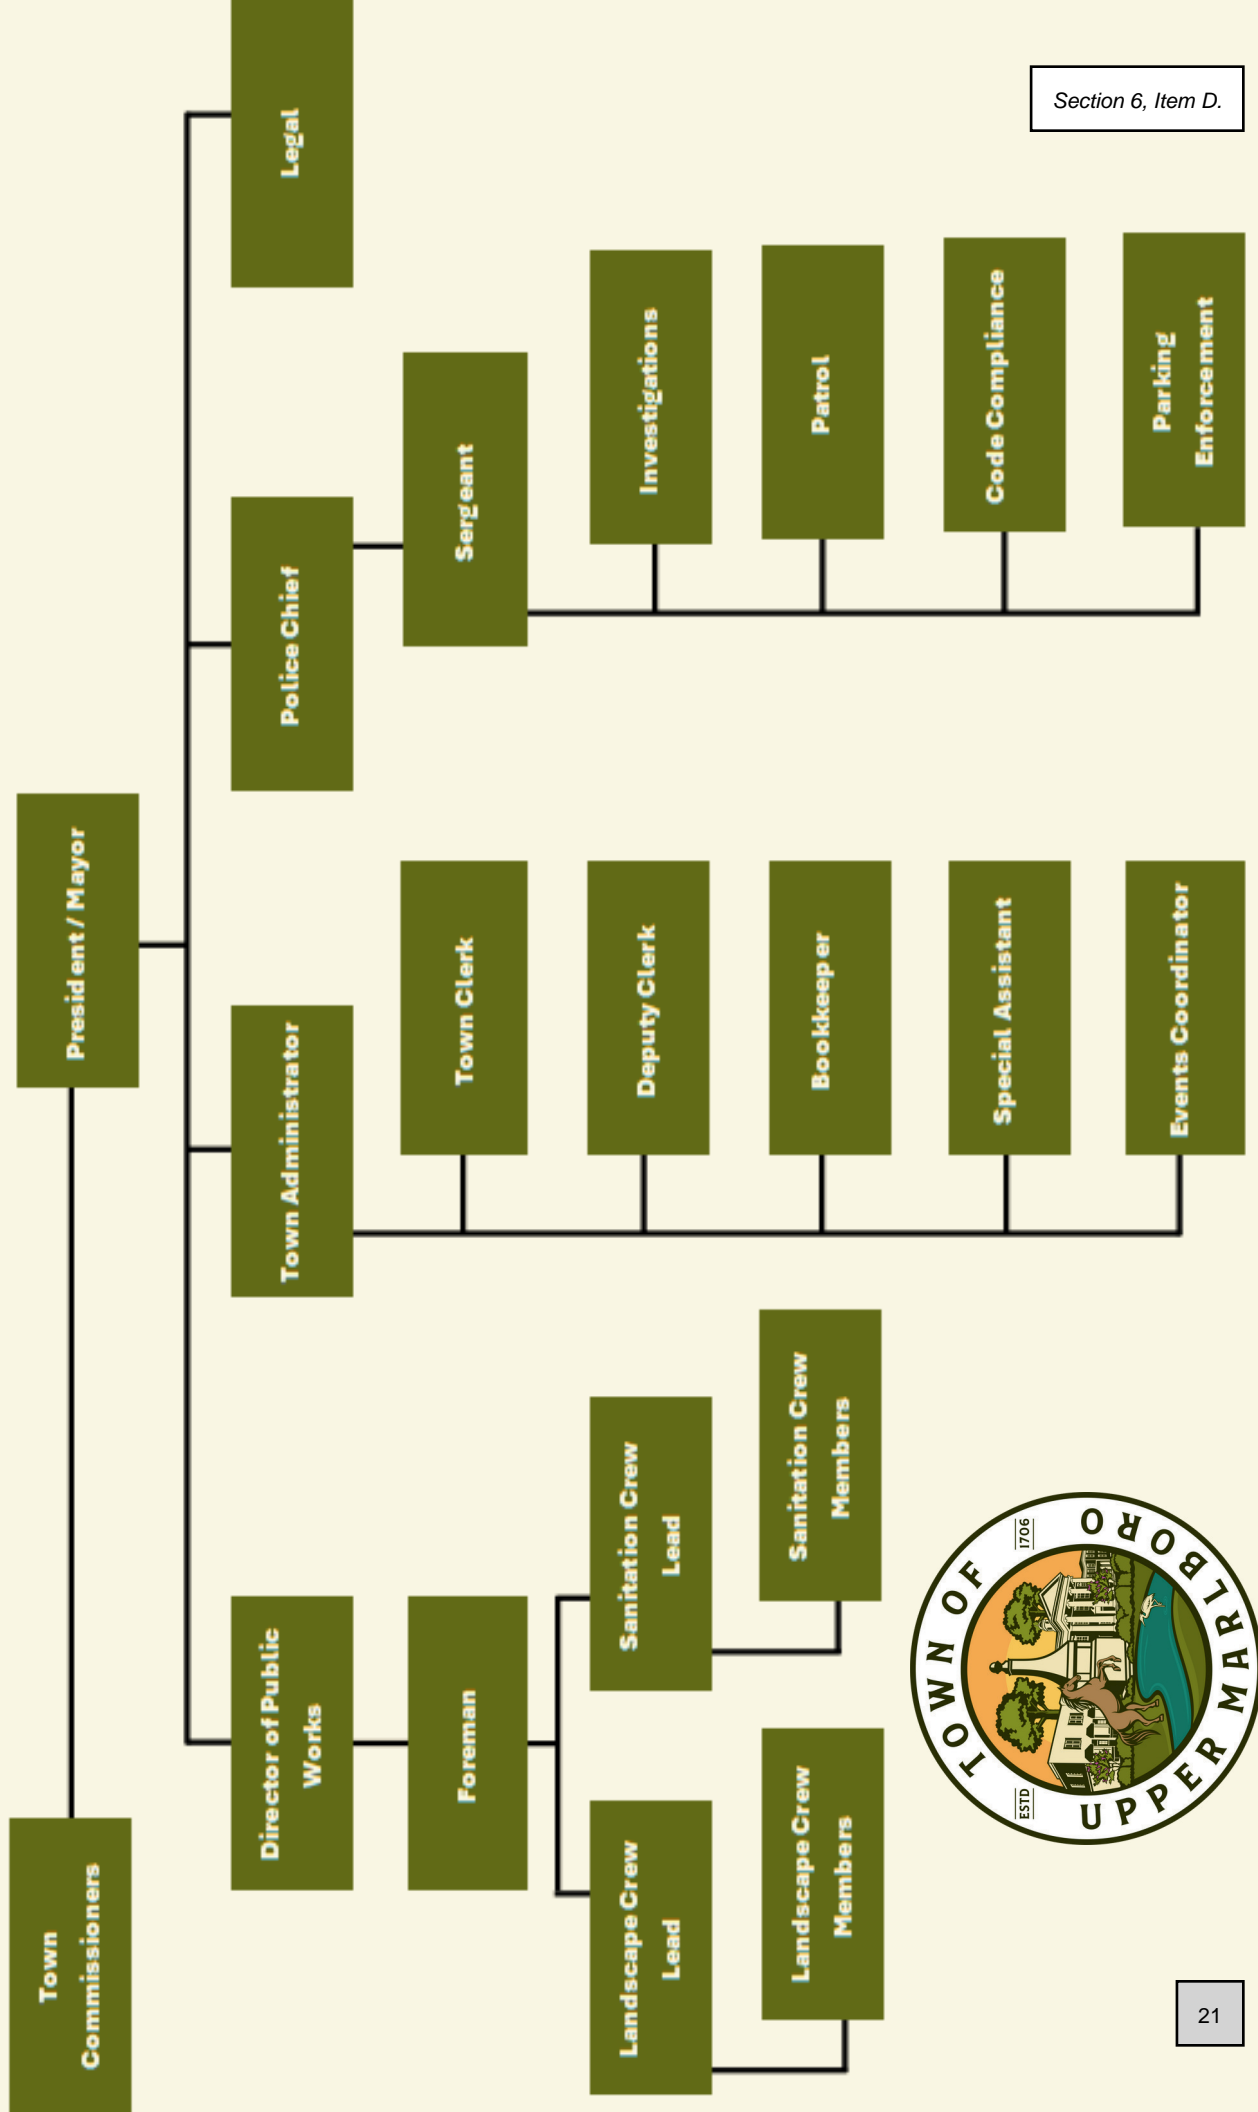 Section 6, Item D.
Town
Commissioners
President / Mayor
Director of Public
Works
Town Administrator
Police Chief
Legal
Foreman
Landscape Crew
Lead
Sanitation Crew
Lead
Landscape Crew
Members
Sanitation Crew
Members
Town Clerk
Deputy Clerk
Bookkeeper
Special Assistant
Events Coordinator
Sergeant
Investigations
Patrol
Code Compliance
Parking
Enforcement
TOWN OF
ESTD
1706
UPPER MARLBORO
21